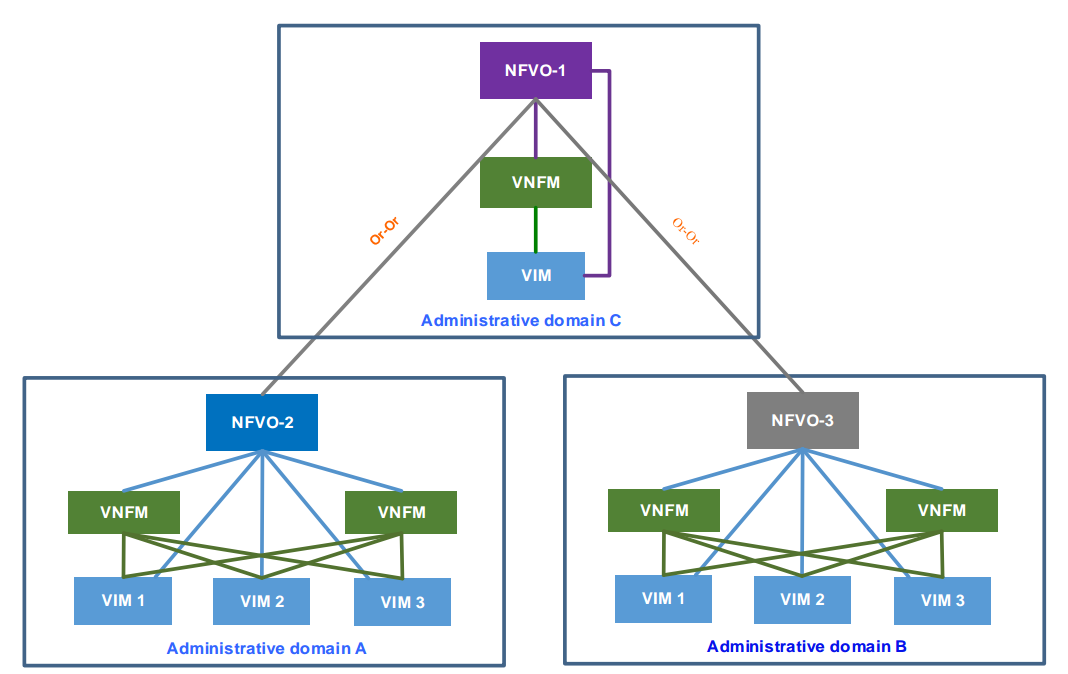 NFVO-1
VNFM
Or-Or
Or-Or
VIM
Administrative domain C
NFVO-2
NFVO-3
VNFM
VNFM
VNFM
VNFM
VIM 1
VIM 2
VIM 3
VIM 1
VIM 2
VIM 3
Administrative domain A
Administrative domain B